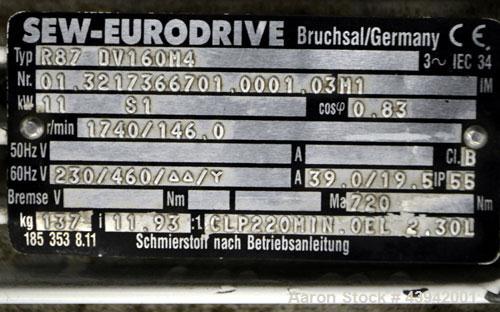 SEW-EURODRIVE Bruchsal/Germany CE
Typ R87 DV160M4 3~ IEC 34
Nr. 01.3217366701.0001.03M1 iM
kW 11 S1 cosφ 0.83
r/min 1740/146.0
50Hz V A Cl. B
60Hz V 230/460/△△/Y A 39.0/19.5 IP 55
Bremse V Nm Ma 720 Nm
kg 137 i 11.93 :1 CLP220MIN.OEL 2.30L
185 353 8.11 Schmierstoff nach Betriebsanleitung
Aaron Stock # 43942001